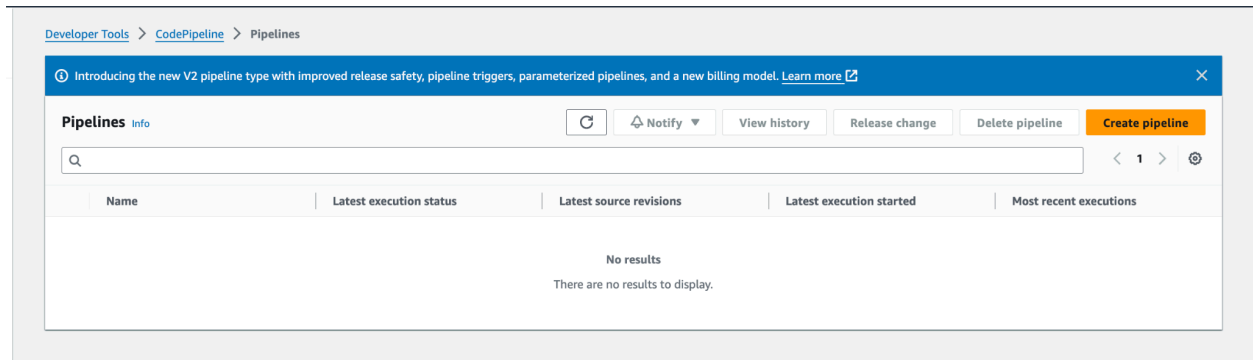 Developer Tools > CodePipeline > Pipelines
Introducing the new V2 pipeline type with improved release safety, pipeline triggers, parameterized pipelines, and a new billing model. Learn more
Pipelines Info
Notify ▼ View history Release change Delete pipeline Create pipeline
< 1 >
Name Latest execution status Latest source revisions Latest execution started Most recent executions
No results
There are no results to display.